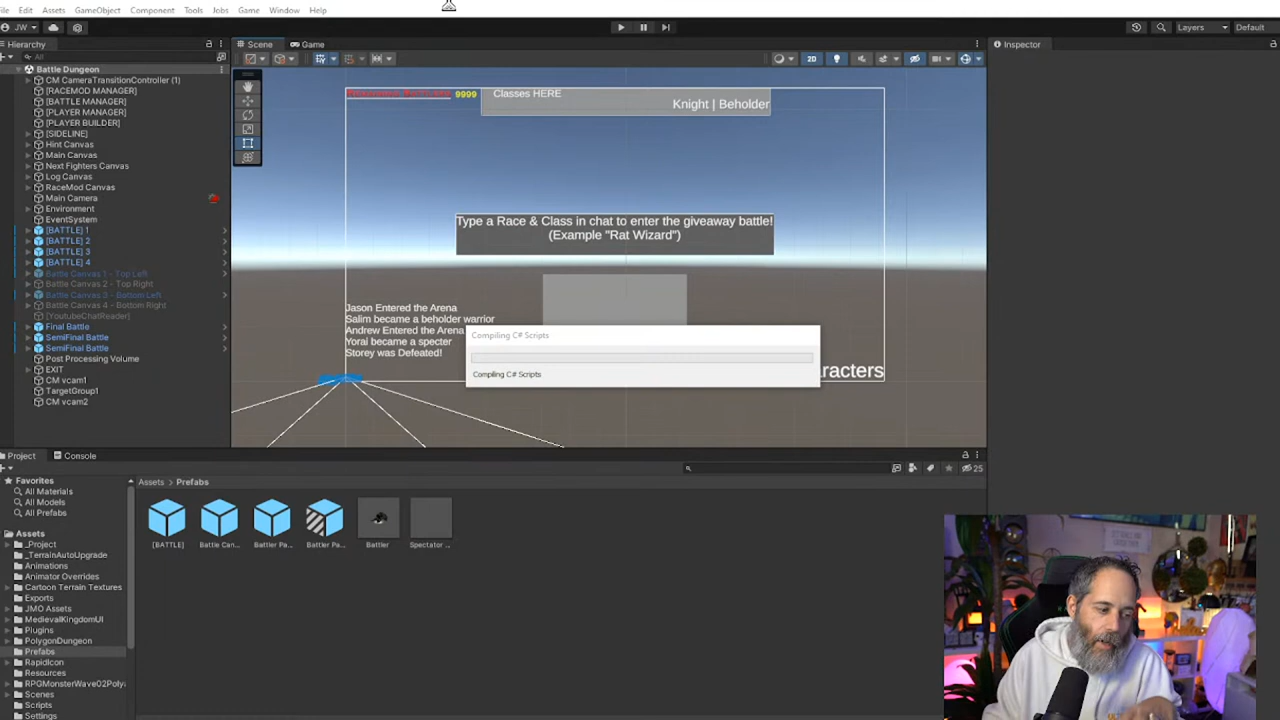 File Edit Assets GameObject Component Tools Jobs Game Window Help
JW Layers Default
Hierarchy Scene Game Inspector
All
2D
Battle Dungeon
CM CameraTransitionController (1)
[RACEMOD MANAGER]
[BATTLE MANAGER]
[PLAYER MANAGER]
[PLAYER BUILDER]
[SIDELINE]
Hint Canvas
Main Canvas
Next Fighters Canvas
Log Canvas
RaceMod Canvas
Main Camera
Environment
EventSystem
[BATTLE] 1
[BATTLE] 2
[BATTLE] 3
[BATTLE] 4
Battle Canvas 1 - Top Left
Battle Canvas 2 - Top Right
Battle Canvas 3 - Bottom Left
Battle Canvas 4 - Bottom Right
[YoutubeChatReader]
Final Battle
SemiFinal Battle
SemiFinal Battle
Post Processing Volume
EXIT
CM vcam1
TargetGroup1
CM vcam2
9999
Classes HERE
Knight | Beholder
Type a Race & Class in chat to enter the giveaway battle!
(Example "Rat Wizard")
Jason Entered the Arena
Salim became a beholder warrior
Andrew Entered the Arena
Yorai became a specter
Storey was Defeated!
aracters
Compiling C# Scripts
Compiling C# Scripts
Project Console
25
Favorites
All Materials
All Models
All Prefabs
Assets
_Project
_TerrainAutoUpgrade
Animations
Animator Overrides
Cartoon Terrain Textures
Exports
JMO Assets
MedievalKingdomUI
Plugins
PolygonDungeon
Prefabs
RapidIcon
Resources
RPGMonsterWave02Polya
Scenes
Scripts
Settings
Assets > Prefabs
[BATTLE] Battle Can... Battler Pa... Battler Pa... Battler Spectator ...